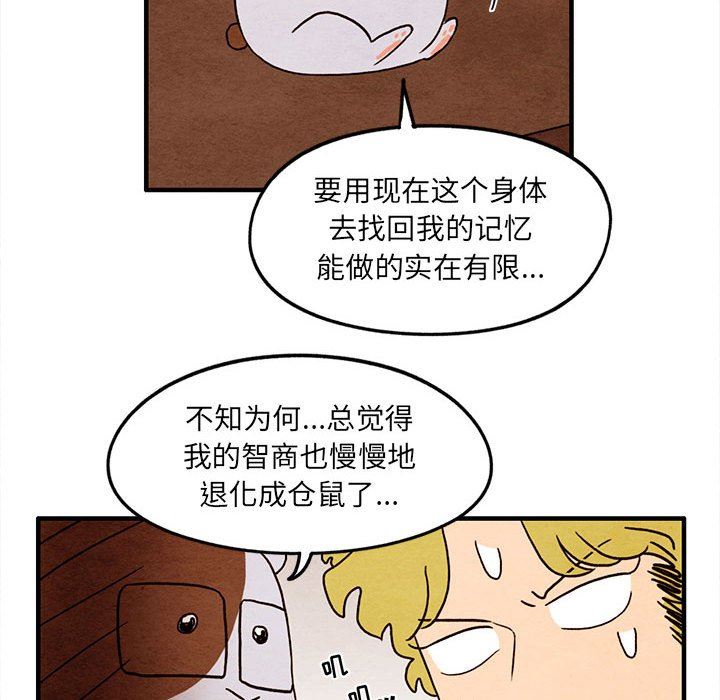 要用现在这个身体
去找回我的记忆
能做的实在有限...
不知为何...总觉得
我的智商也慢慢地
退化成仓鼠了...
叽
叽